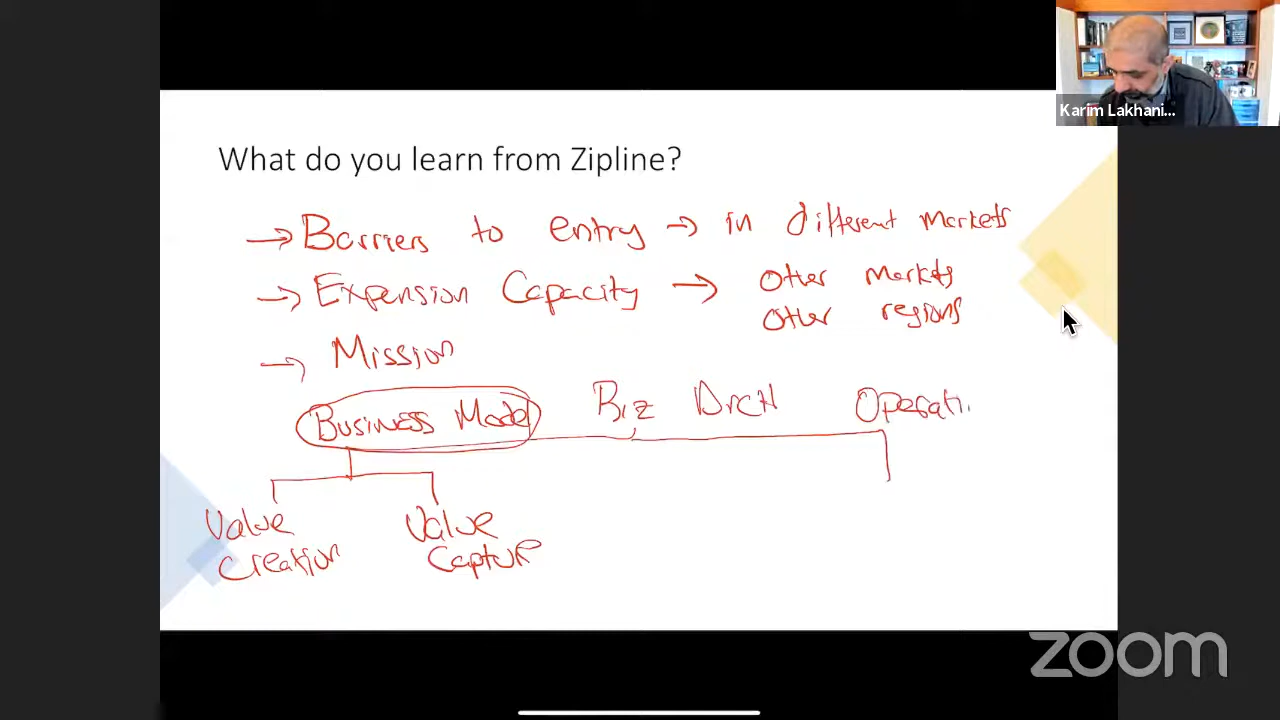 Karim Lakhani...
What do you learn from Zipline?
→ Barriers to entry → in different markets
→ Expension Capacity → Other markets
Other regions
→ Mission
Business Model Biz Arch Operati
Value Creation
Value Capture
zoom